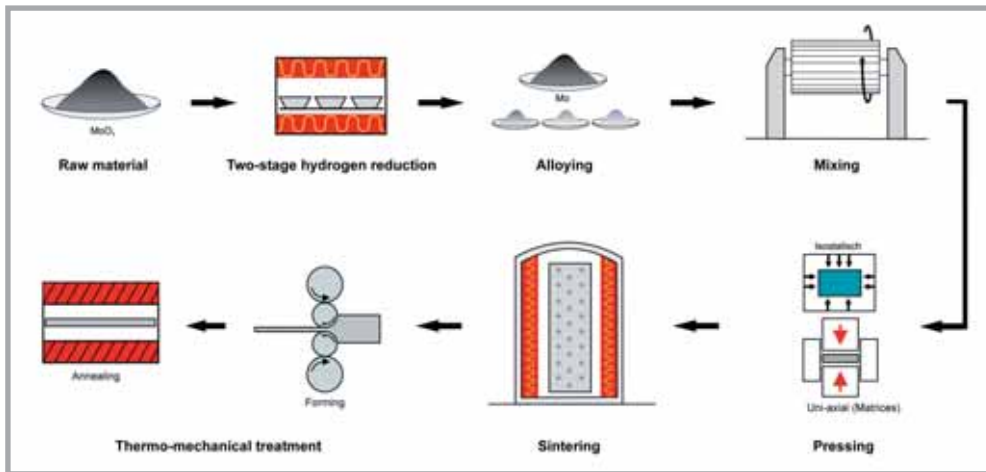 MoO₃
Raw material
Two-stage hydrogen reduction
Mo
Alloying
Mixing
Isostatisch
Uni-axial (Matrices)
Pressing
Sintering
Forming
Annealing
Thermo-mechanical treatment